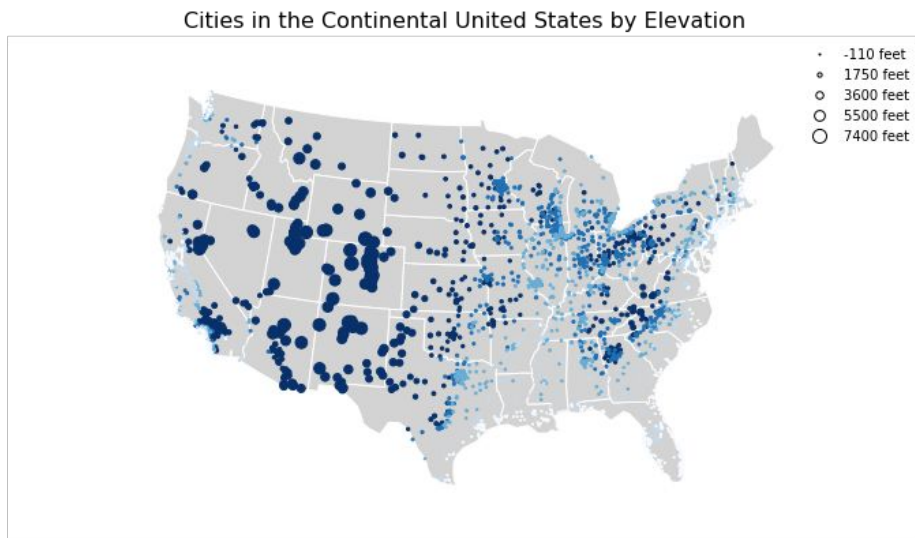 Cities in the Continental United States by Elevation
-110 feet
1750 feet
3600 feet
5500 feet
7400 feet